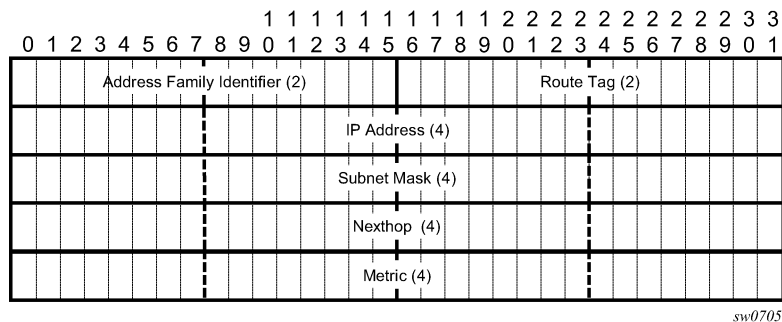 1 1 1 1 1 1 1 1 1 1 2 2 2 2 2 2 2 2 2 2 3 3
0 1 2 3 4 5 6 7 8 9 0 1 2 3 4 5 6 7 8 9 0 1 2 3 4 5 6 7 8 9 0 1
Address Family Identifier (2) Route Tag (2)
IP Address (4)
Subnet Mask (4)
Nexthop (4)
Metric (4)
sw0705